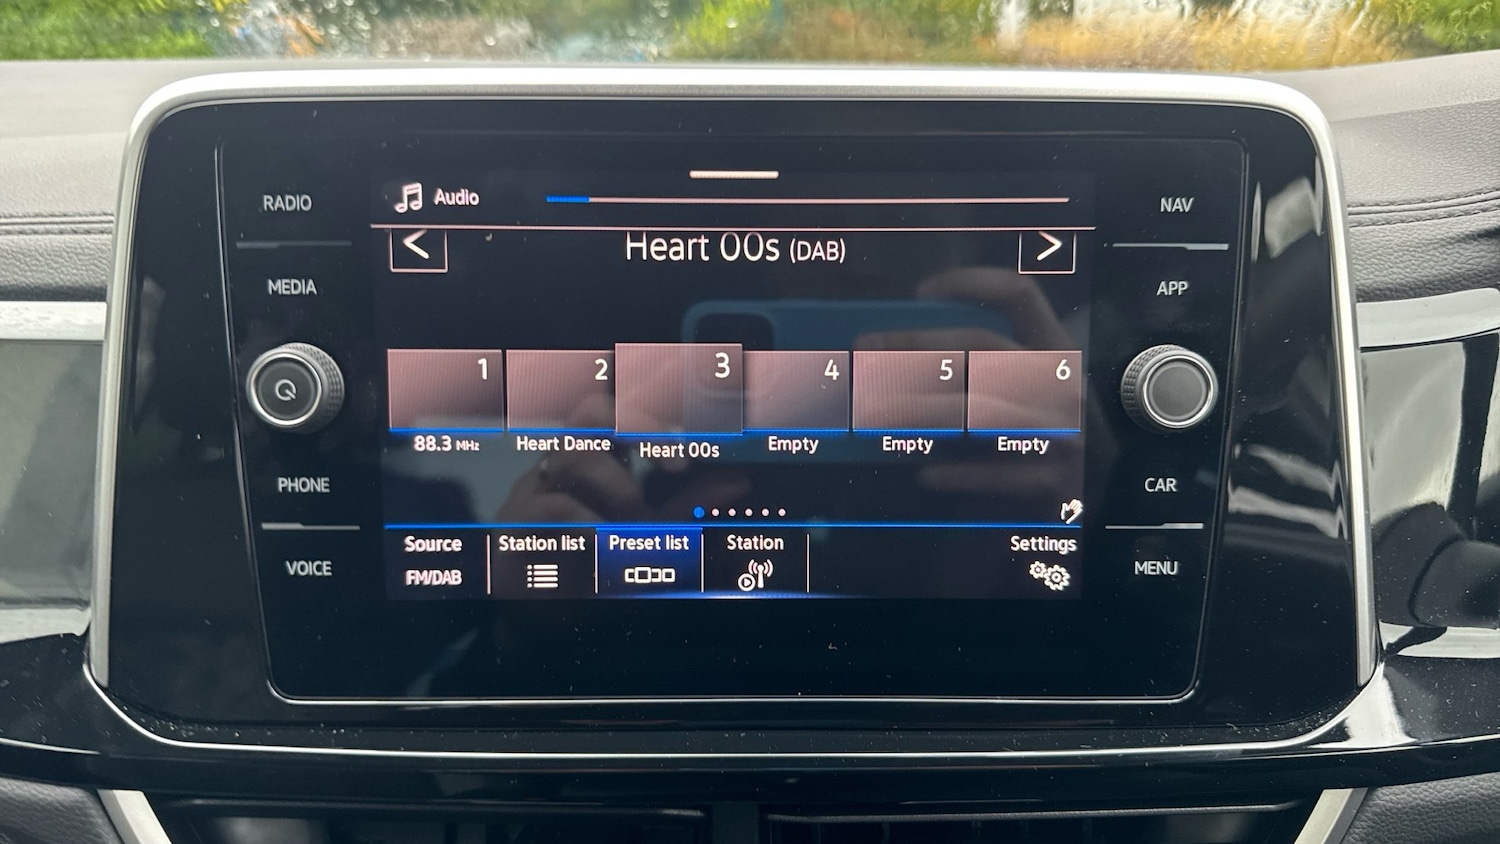 RADIO
MEDIA
PHONE
VOICE
Audio
< Heart 00s (DAB) >
1 2 3 4 5 6
88.3 MHz Heart Dance Heart 00s Empty Empty Empty
Source Station list Preset list Station Settings
FM/DAB
NAV
APP
CAR
MENU